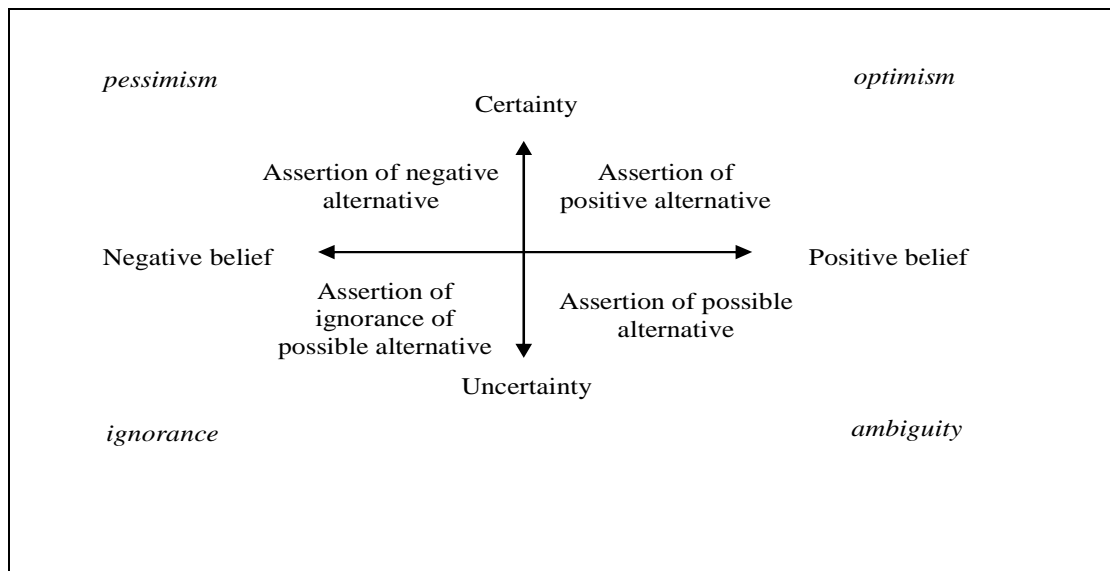 pessimism
optimism
Certainty
Assertion of negative
alternative
Assertion of
positive alternative
Negative belief
Positive belief
Assertion of
ignorance of
possible alternative
Assertion of possible
alternative
Uncertainty
ignorance
ambiguity